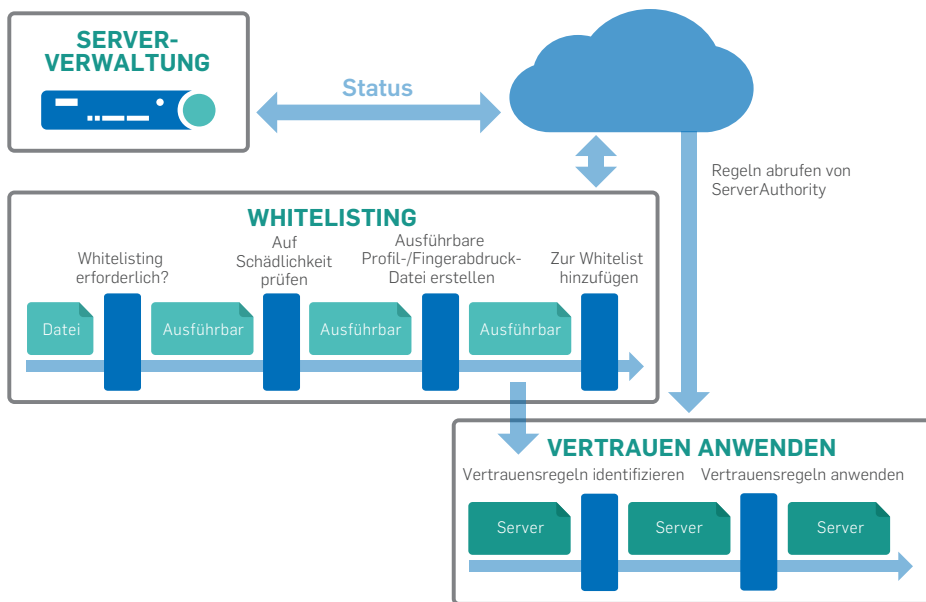 SERVER-
VERWALTUNG
Status
Regeln abrufen von
ServerAuthority
WHITELISTING
Whitelisting
erforderlich?
Auf
Schädlichkeit
prüfen
Ausführbare
Profil-/Fingerabdruck-
Datei erstellen
Zur Whitelist
hinzufügen
Datei
Ausführbar
Ausführbar
Ausführbar
VERTRAUEN ANWENDEN
Vertrauensregeln identifizieren
Vertrauensregeln anwenden
Server
Server
Server